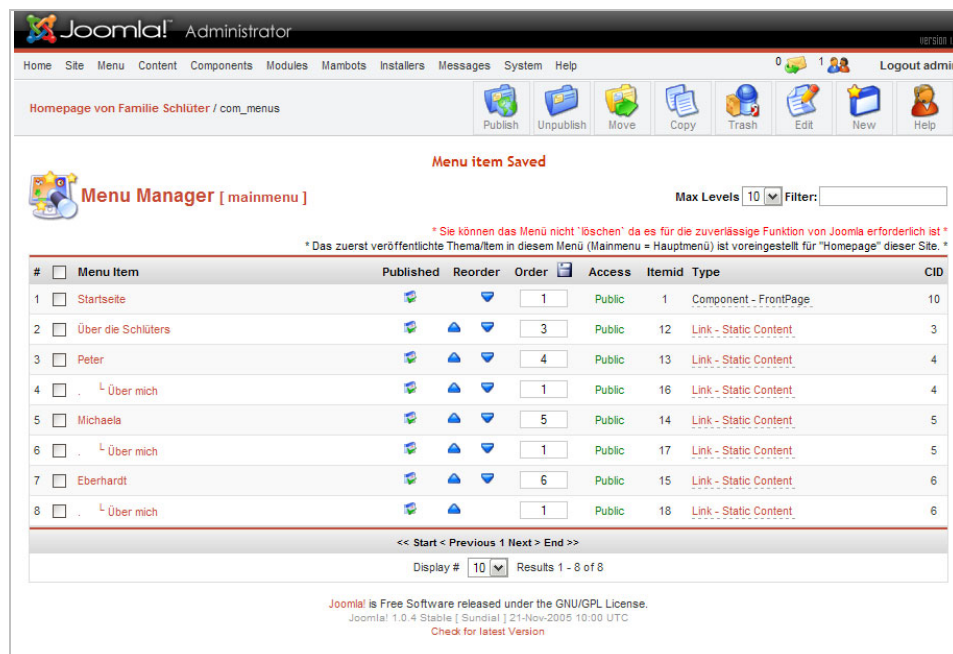 Joomla! Administrator
version 1
Home Site Menu Content Components Modules Mambots Installers Messages System Help 0 1 Logout admin
Homepage von Familie Schlüter / com_menus
Publish Unpublish Move Copy Trash Edit New Help
Menu item Saved
Menu Manager [ mainmenu ]
Max Levels 10 Filter:
* Sie können das Menü nicht `löschen` da es für die zuverlässige Funktion von Joomla erforderlich ist *
* Das zuerst veröffentlichte Thema/Item in diesem Menü (Mainmenu = Hauptmenü) ist voreingestellt für "Homepage" dieser Site. *
# Menu Item Published Reorder Order Access Itemid Type CID
1 Startseite 1 Public 1 Component - FrontPage 10
2 Über die Schlüters 3 Public 12 Link - Static Content 3
3 Peter 4 Public 13 Link - Static Content 4
4 . └ Über mich 1 Public 16 Link - Static Content 4
5 Michaela 5 Public 14 Link - Static Content 5
6 . └ Über mich 1 Public 17 Link - Static Content 5
7 Eberhardt 6 Public 15 Link - Static Content 6
8 . └ Über mich 1 Public 18 Link - Static Content 6
<< Start < Previous 1 Next > End >>
Display # 10 Results 1 - 8 of 8
Joomla! is Free Software released under the GNU/GPL License.
Joomla! 1.0.4 Stable [ Sundial ] 21-Nov-2005 10:00 UTC
Check for latest Version